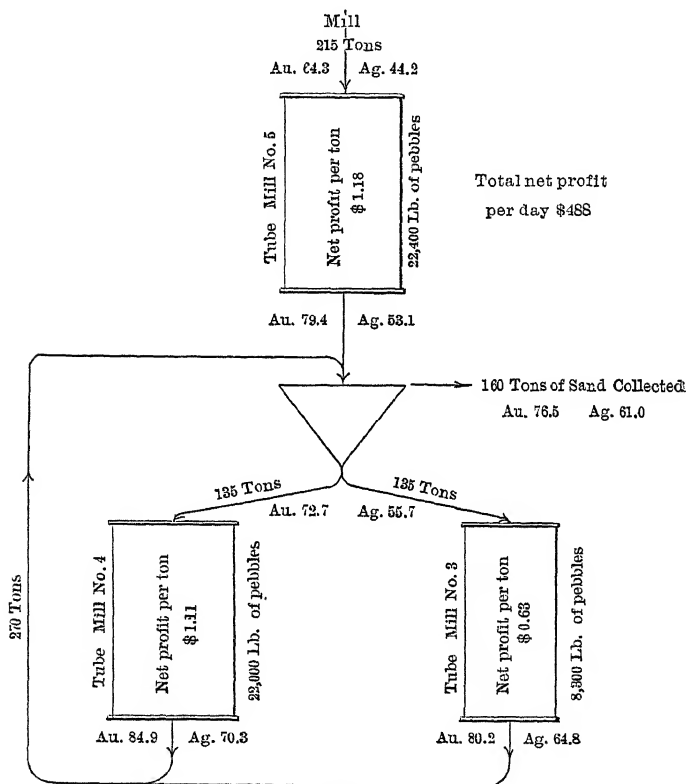 Mill
215 Tons
Au. 64.3 Ag. 44.2
Tube Mill No. 5
Net profit per ton
$1.18
22,400 Lb. of pebbles
Total net profit
per day $488
Au. 79.4 Ag. 53.1
160 Tons of Sand Collected
Au. 76.5 Ag. 61.0
135 Tons
135 Tons
Au. 72.7 Ag. 55.7
270 Tons
Tube Mill No. 4
Net profit per ton
$1.11
22,000 Lb. of pebbles
Tube Mill No. 3
Net profit per ton
$0.63
8,300 Lb. of pebbles
Au. 84.9 Ag. 70.3
Au. 80.2 Ag. 64.8